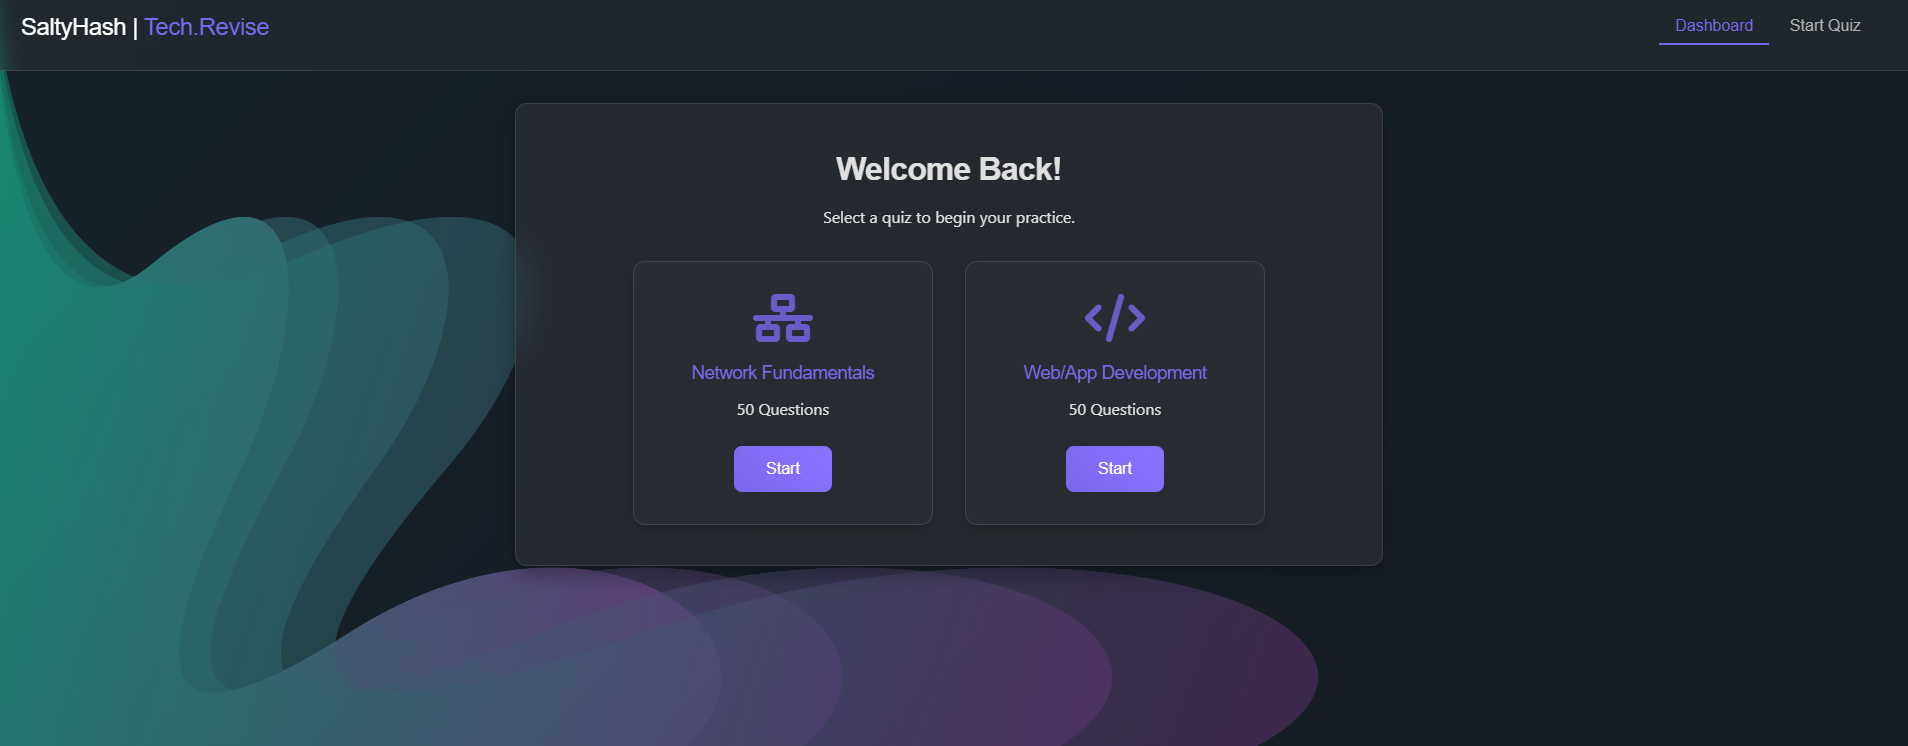 SaltyHash | Tech.Revise
Dashboard
Start Quiz
Welcome Back!
Select a quiz to begin your practice.
Network Fundamentals
50 Questions
Start
Web/App Development
50 Questions
Start